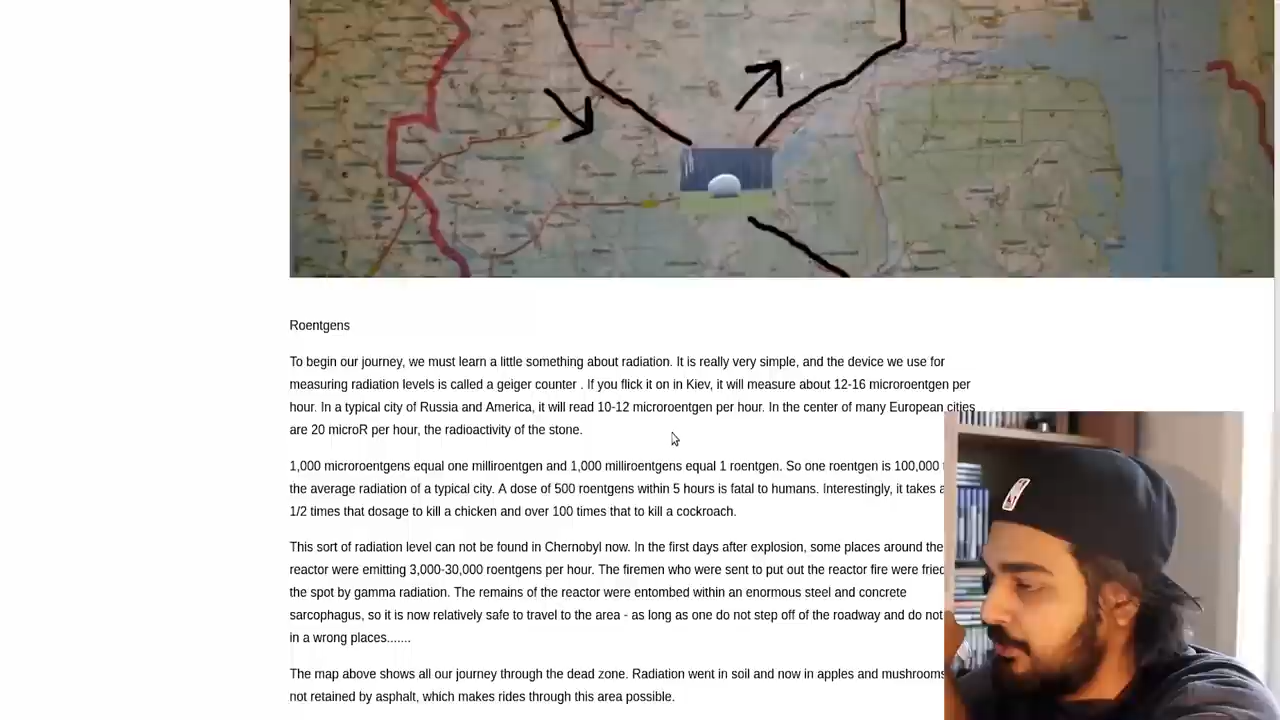 Roentgens
To begin our journey, we must learn a little something about radiation. It is really very simple, and the device we use for
measuring radiation levels is called a geiger counter . If you flick it on in Kiev, it will measure about 12-16 microroentgen per
hour. In a typical city of Russia and America, it will read 10-12 microroentgen per hour. In the center of many European cities
are 20 microR per hour, the radioactivity of the stone.
1,000 microroentgens equal one milliroentgen and 1,000 milliroentgens equal 1 roentgen. So one roentgen is 100,000
the average radiation of a typical city. A dose of 500 roentgens within 5 hours is fatal to humans. Interestingly, it takes
1/2 times that dosage to kill a chicken and over 100 times that to kill a cockroach.
This sort of radiation level can not be found in Chernobyl now. In the first days after explosion, some places around the
reactor were emitting 3,000-30,000 roentgens per hour. The firemen who were sent to put out the reactor fire were fried
the spot by gamma radiation. The remains of the reactor were entombed within an enormous steel and concrete
sarcophagus, so it is now relatively safe to travel to the area - as long as one do not step off of the roadway and do not
in a wrong places.......
The map above shows all our journey through the dead zone. Radiation went in soil and now in apples and mushrooms
not retained by asphalt, which makes rides through this area possible.